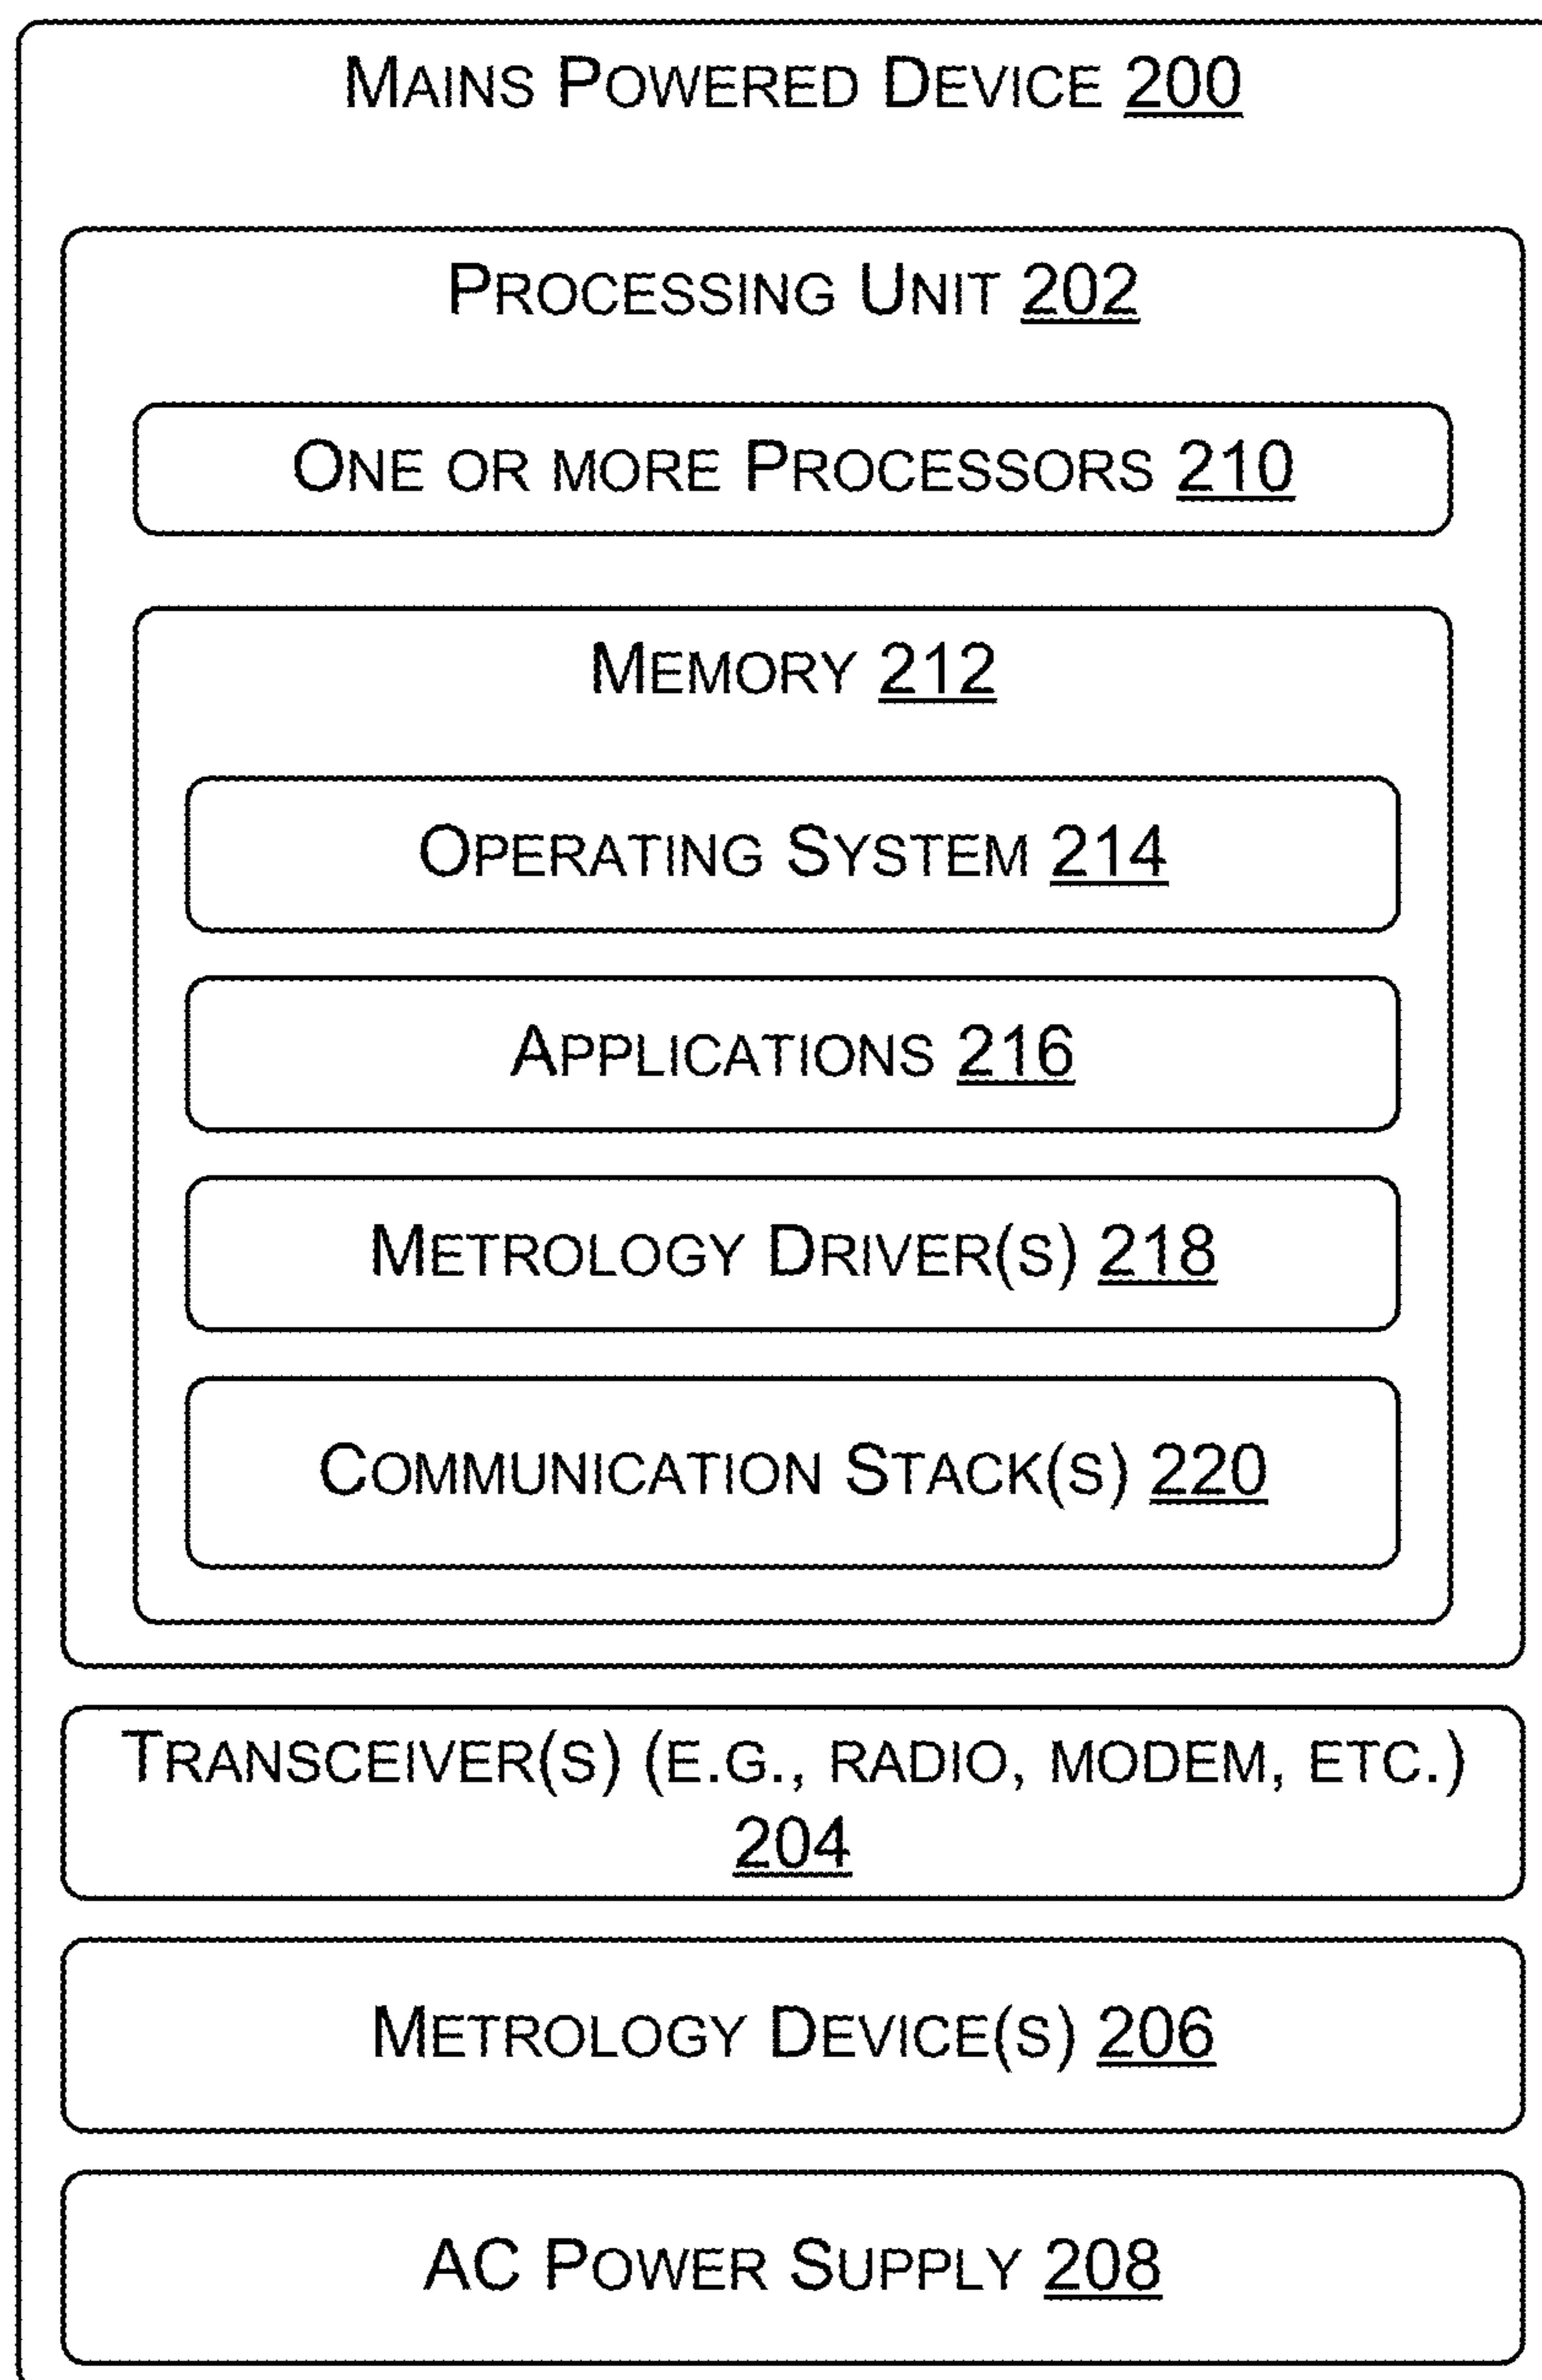 MAINS POWERED DEVICE 200
PROCESSING UNIT 202
ONE OR MORE PROCESSORS 210
MEMORY 212
OPERATING SYSTEM 214
APPLICATIONS 216
METROLOGY DRIVER(S) 218
COMMUNICATION STACK(S) 220
TRANSCEIVER(S) (E.G., RADIO, MODEM, ETC.)
204
METROLOGY DEVICE(S) 206
AC POWER SUPPLY 208